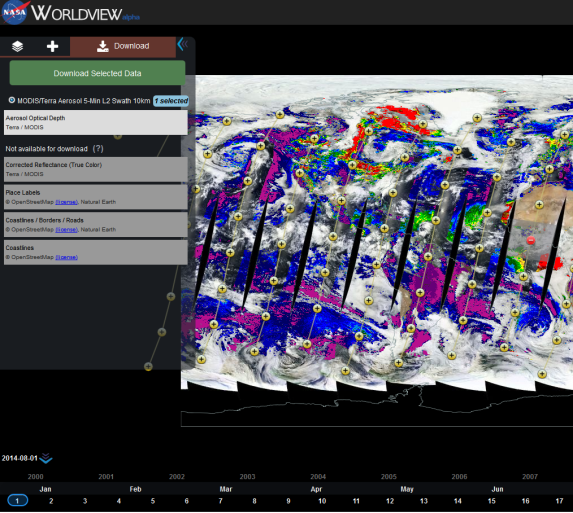 NASA
WORLDVIEW alpha
Download
Download Selected Data
MODIS/Terra Aerosol 5-Min L2 Swath 10km 1 selected
Aerosol Optical Depth
Terra / MODIS
Not available for download (?)
Corrected Reflectance (True Color)
Terra / MODIS
Place Labels
© OpenStreetMap (license), Natural Earth
Coastlines / Borders / Roads
© OpenStreetMap (license), Natural Earth
Coastlines
© OpenStreetMap (license)
2014-08-01
2000 2001 2002 2003 2004 2005 2006 2007
Jan Feb Mar Apr May Jun
1 2 3 4 5 6 7 8 9 10 11 12 13 14 15 16 17